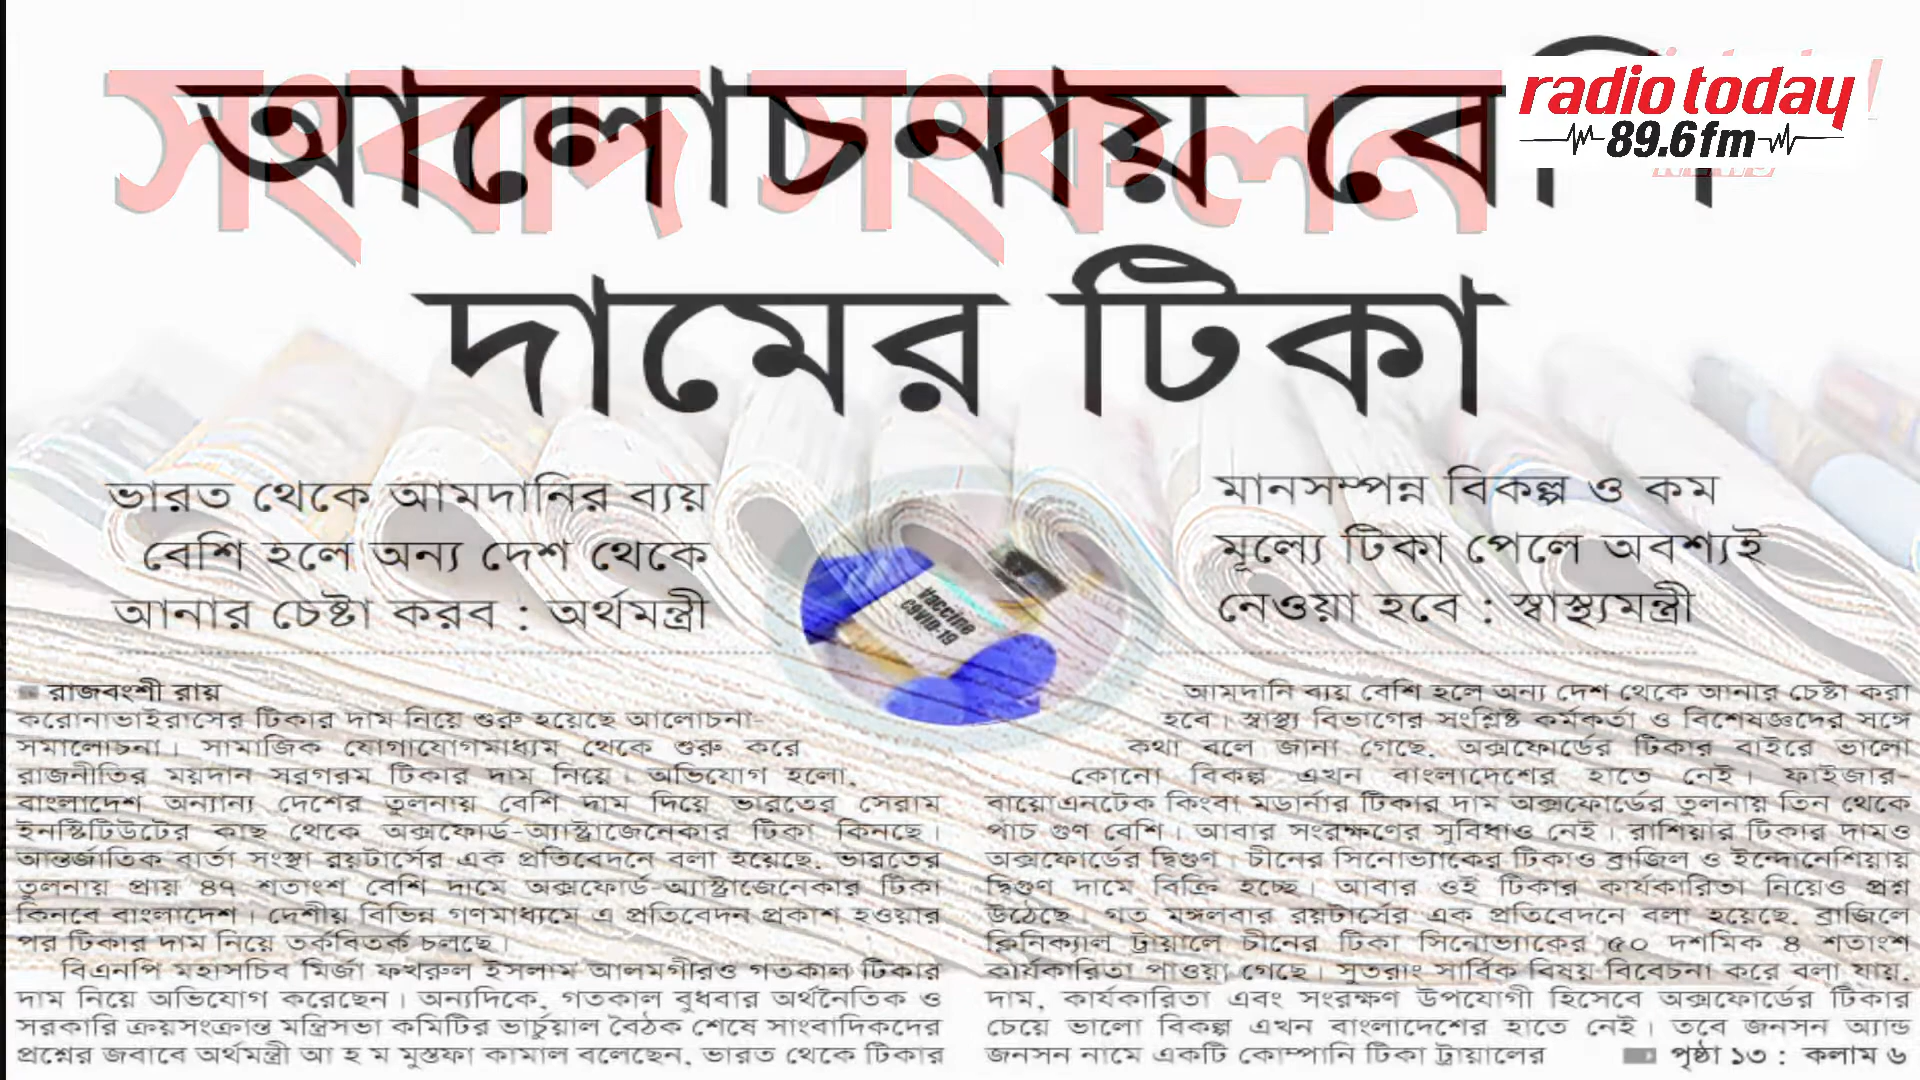 সংবাদ সংকলন
আলোচনায় বেশি
দামের টিকা
radio today
89.6 fm
ভারত থেকে আমদানির ব্যয়
বেশি হলে অন্য দেশ থেকে
আনার চেষ্টা করব : অর্থমন্ত্রী
মানসম্পন্ন বিকল্প ও কম
মূল্যে টিকা পেলে অবশ্যই
নেওয়া হবে : স্বাস্থ্যমন্ত্রী
Vaccine
COVID-19
রাজবংশী রায়
করোনাভাইরাসের টিকার দাম নিয়ে শুরু হয়েছে আলোচনা-
সমালোচনা। সামাজিক যোগাযোগমাধ্যম থেকে শুরু করে
রাজনীতির ময়দান সরগরম টিকার দাম নিয়ে। অভিযোগ হলো,
বাংলাদেশ অন্যান্য দেশের তুলনায় বেশি দাম দিয়ে ভারতের সেরাম
ইনস্টিটিউটের কাছ থেকে অক্সফোর্ড-অ্যাস্ট্রাজেনেকার টিকা কিনছে।
আন্তর্জাতিক বার্তা সংস্থা রয়টার্সের এক প্রতিবেদনে বলা হয়েছে, ভারতের
তুলনায় প্রায় ৪৭ শতাংশ বেশি দামে অক্সফোর্ড-অ্যাস্ট্রাজেনেকার টিকা
কিনবে বাংলাদেশ। দেশীয় বিভিন্ন গণমাধ্যমে এ প্রতিবেদন প্রকাশ হওয়ার
পর টিকার দাম নিয়ে তর্কবিতর্ক চলছে।
বিএনপি মহাসচিব মির্জা ফখরুল ইসলাম আলমগীরও গতকাল টিকার
দাম নিয়ে অভিযোগ করেছেন। অন্যদিকে, গতকাল বুধবার অর্থনৈতিক ও
সরকারি ক্রয়সংক্রান্ত মন্ত্রিসভা কমিটির ভার্চুয়াল বৈঠক শেষে সাংবাদিকদের
প্রশ্নের জবাবে অর্থমন্ত্রী আ হ ম মুস্তফা কামাল বলেছেন, ভারত থেকে টিকার
আমদানি ব্যয় বেশি হলে অন্য দেশ থেকে আনার চেষ্টা করা
হবে। স্বাস্থ্য বিভাগের সংশ্লিষ্ট কর্মকর্তা ও বিশেষজ্ঞদের সঙ্গে
কথা বলে জানা গেছে, অক্সফোর্ডের টিকার বাইরে ভালো
কোনো বিকল্প এখন বাংলাদেশের হাতে নেই। ফাইজার-
বায়োএনটেক কিংবা মডার্নার টিকার দাম অক্সফোর্ডের তুলনায় তিন থেকে
পাঁচ গুণ বেশি। আবার সংরক্ষণের সুবিধাও নেই। রাশিয়ার টিকার দামও
অক্সফোর্ডের দ্বিগুণ। চীনের সিনোভ্যাকের টিকাও ব্রাজিল ও ইন্দোনেশিয়ায়
দ্বিগুণ দামে বিক্রি হচ্ছে। আবার ওই টিকার কার্যকারিতা নিয়েও প্রশ্ন
উঠেছে। গত মঙ্গলবার রয়টার্সের এক প্রতিবেদনে বলা হয়েছে, ব্রাজিলে
ক্লিনিক্যাল ট্রায়ালে চীনের টিকা সিনোভ্যাকের ৫০ দশমিক ৪ শতাংশ
কার্যকারিতা পাওয়া গেছে। সুতরাং সার্বিক বিষয় বিবেচনা করে বলা যায়,
দাম, কার্যকারিতা এবং সংরক্ষণ উপযোগী হিসেবে অক্সফোর্ডের টিকার
চেয়ে ভালো বিকল্প এখন বাংলাদেশের হাতে নেই। তবে জনসন অ্যান্ড
জনসন নামে একটি কোম্পানি টিকা ট্রায়ালের
পৃষ্ঠা ১৩ : কলাম ৬